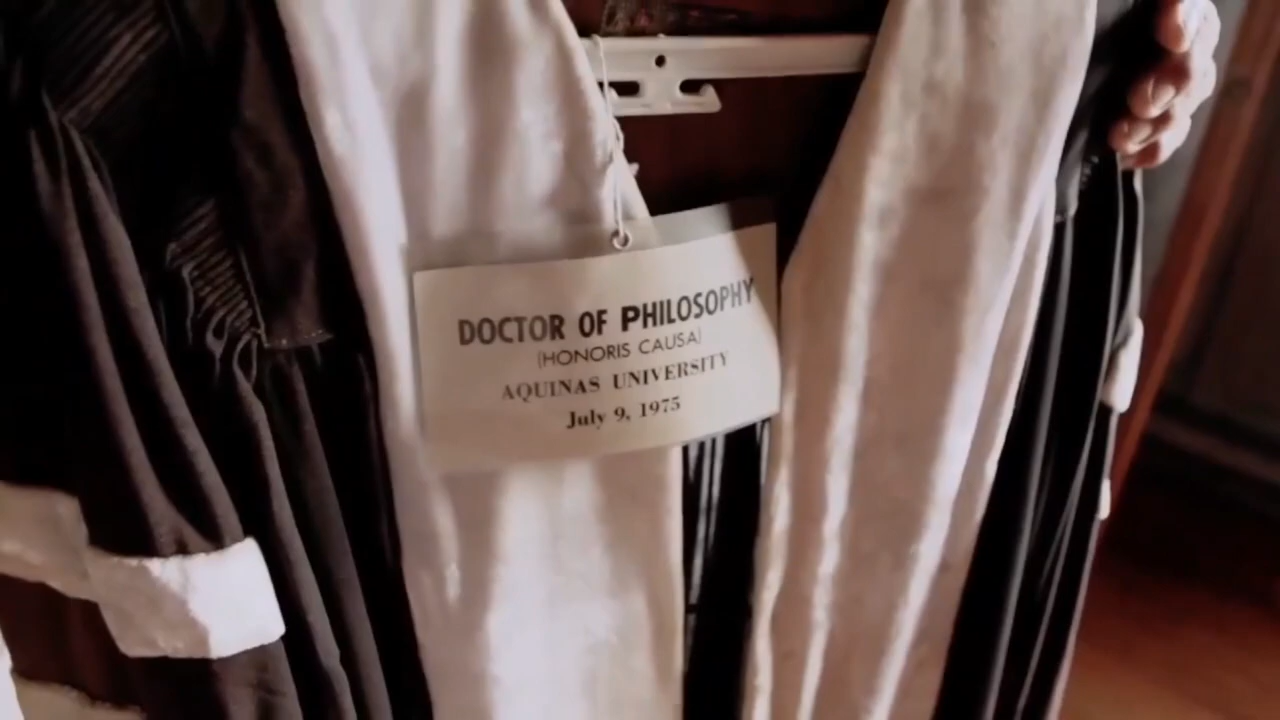 DOCTOR OF PHILOSOPHY
(HONORIS CAUSA)
AQUINAS UNIVERSITY
July 9, 1975